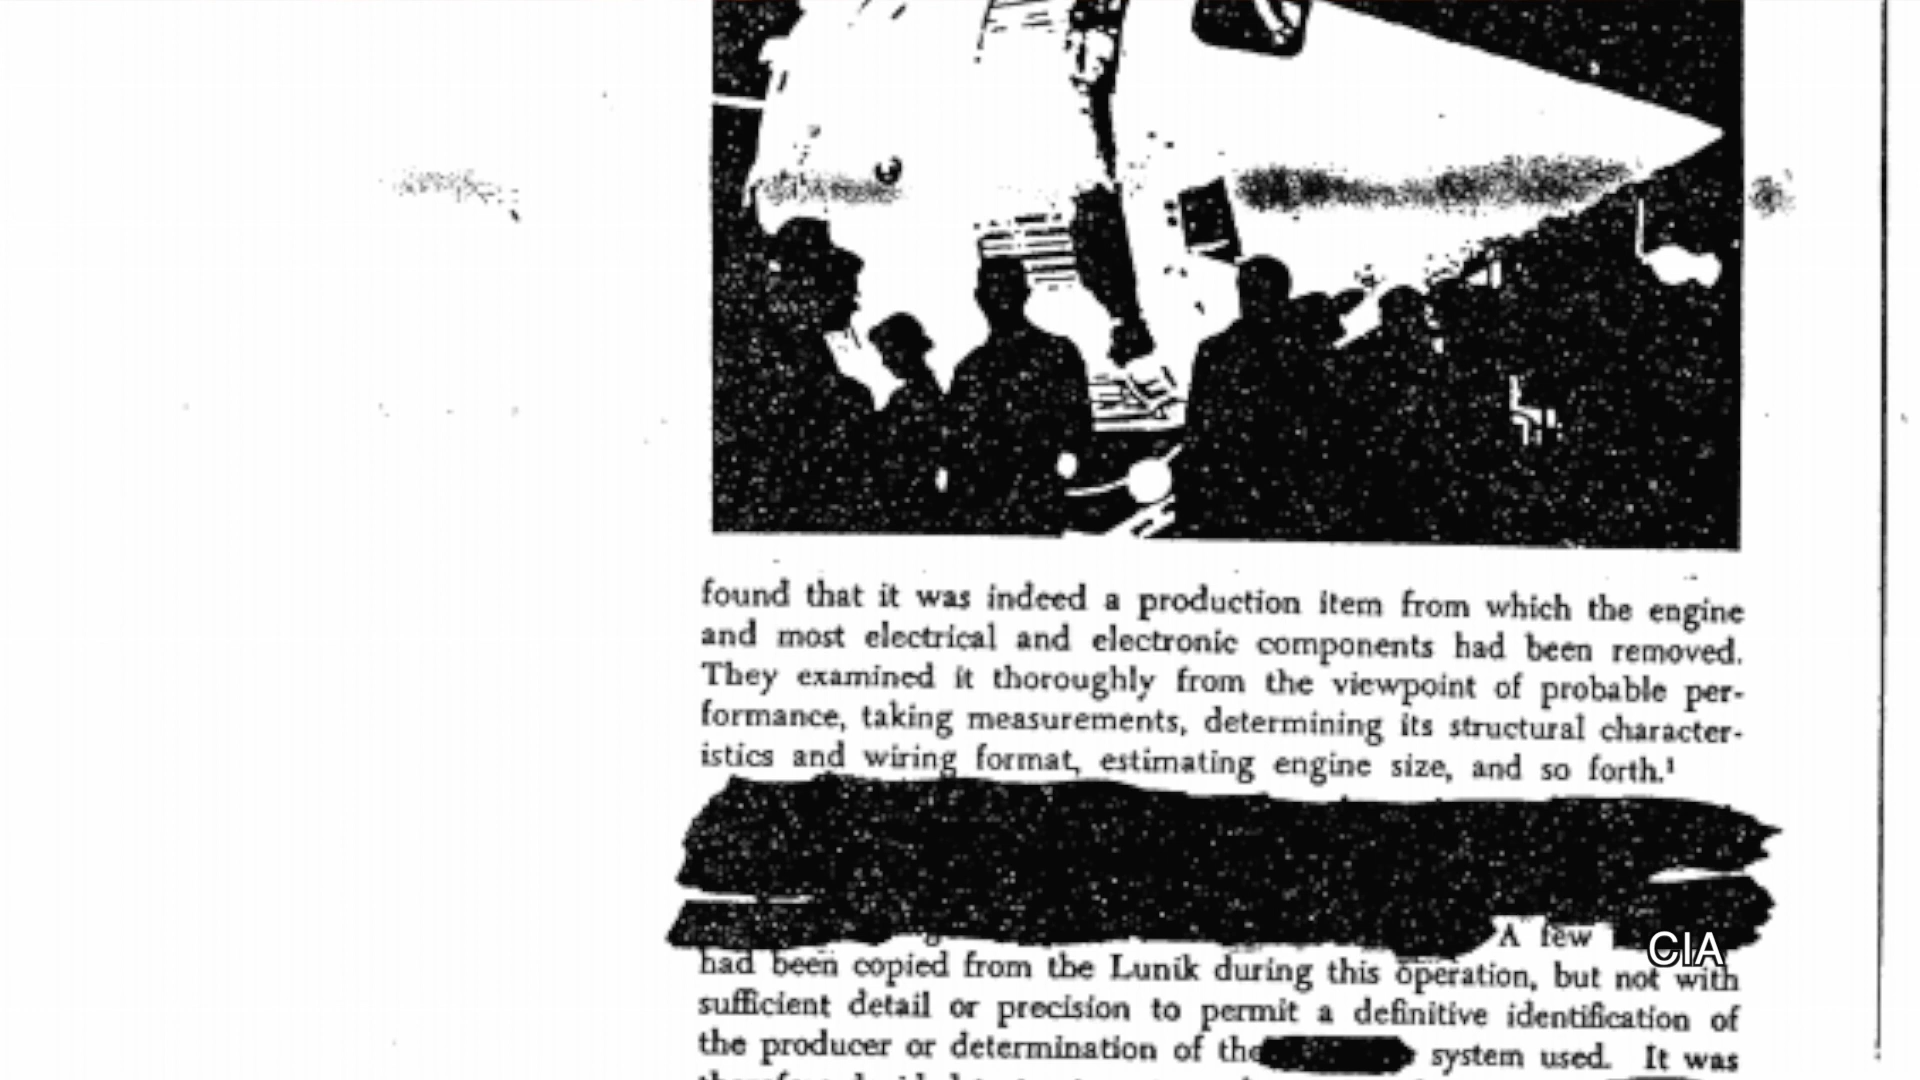 found that it was indeed a production item from which the engine
and most electrical and electronic components had been removed.
They examined it thoroughly from the viewpoint of probable per-
formance, taking measurements, determining its structural character-
istics and wiring format, estimating engine size, and so forth.¹
A few
CIA
had been copied from the Lunik during this operation, but not with
sufficient detail or precision to permit a definitive identification of
the producer or determination of the system used. It was